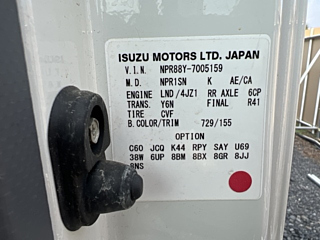 ISUZU MOTORS LTD. JAPAN
V.I.N. NPR88Y-7005159
M.D. NPR1SN K AE/CA
ENGINE LND/4JZ1 RR AXLE 6CP
TRANS. Y6N FINAL R41
TIRE CVF
B.COLOR/TRIM 729/155
OPTION
C60 JCQ K44 RPY SAY U69
38W 6UP 8BM 8BX 8GR 8JJ
8NS